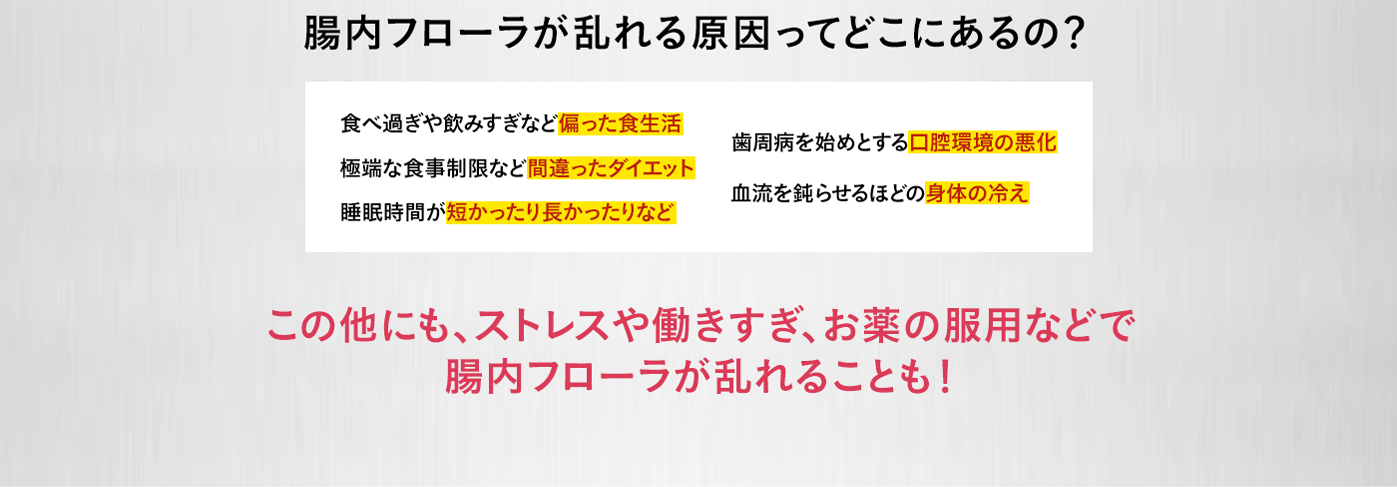 腸内フローラが乱れる原因ってどこにあるの？
食べ過ぎや飲みすぎなど偏った食生活
極端な食事制限など間違ったダイエット
睡眠時間が短かったり長かったりなど
歯周病を始めとする口腔環境の悪化
血流を鈍らせるほどの身体の冷え
この他にも、ストレスや働きすぎ、お薬の服用などで
腸内フローラが乱れることも！